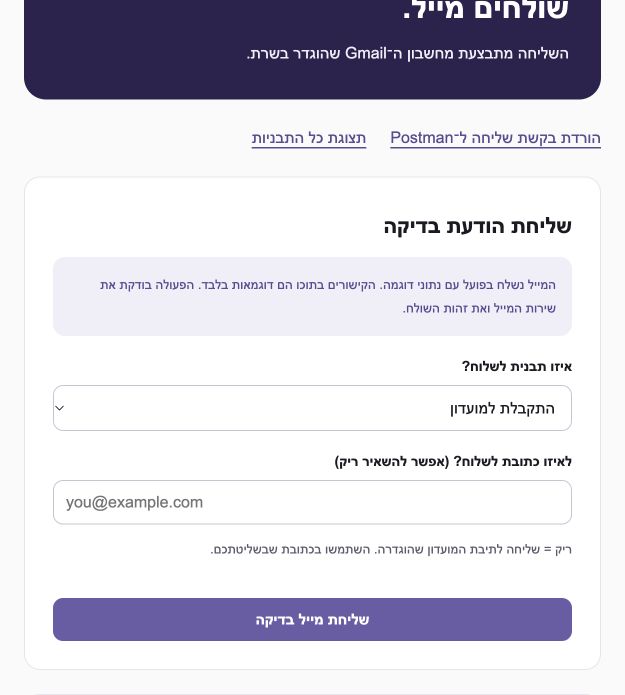 שולחים מייל.
השליחה מתבצעת מחשבון ה־Gmail שהוגדר בשרת.
הורדת בקשת שליחה ל־Postman תצוגת כל התבניות
שליחת הודעת בדיקה
המייל נשלח בפועל עם נתוני דוגמה. הקישורים בתוכו הם דוגמאות בלבד. הפעולה בודקת את
שירות המייל ואת זהות השולח.
איזו תבנית לשלוח?
התקבלת למועדון
לאיזו כתובת לשלוח? (אפשר להשאיר ריק)
you@example.com
ריק = שליחה לתיבת המועדון שהוגדרה. השתמשו בכתובת שבשליטתכם.
שליחת מייל בדיקה